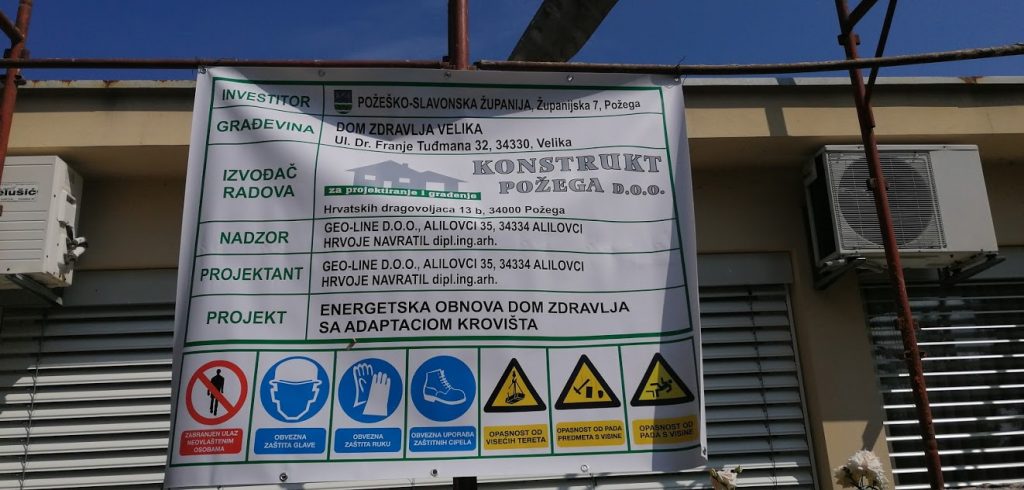 INVESTITOR POŽEŠKO-SLAVONSKA ŽUPANIJA, Županijska 7, Požega
GRAĐEVINA DOM ZDRAVLJA VELIKA
Ul. Dr. Franje Tuđmana 32, 34330, Velika
IZVOĐAČ RADOVA
KONSTRUKT
POŽEGA D.O.O.
za projektiranje i građenje
Hrvatskih dragovoljaca 13 b, 34000 Požega
NADZOR GEO-LINE D.O.O., ALILOVCI 35, 34334 ALILOVCI
HRVOJE NAVRATIL dipl.ing.arh.
PROJEKTANT GEO-LINE D.O.O., ALILOVCI 35, 34334 ALILOVCI
HRVOJE NAVRATIL dipl.ing.arh.
PROJEKT ENERGETSKA OBNOVA DOM ZDRAVLJA
SA ADAPTACIOM KROVIŠTA
ZABRANJEN ULAZ
NEOVLAŠTENIM
OSOBAMA
OBVEZNA
ZAŠTITA GLAVE
OBVEZNA
ZAŠTITA RUKU
OBVEZNA UPORABA
ZAŠTITNIH CIPELA
OPASNOST OD
VISEĆIH TERETA
OPASNOST OD PADA
PREDMETA S VISINE
OPASNOST OD
PADA S VISINE